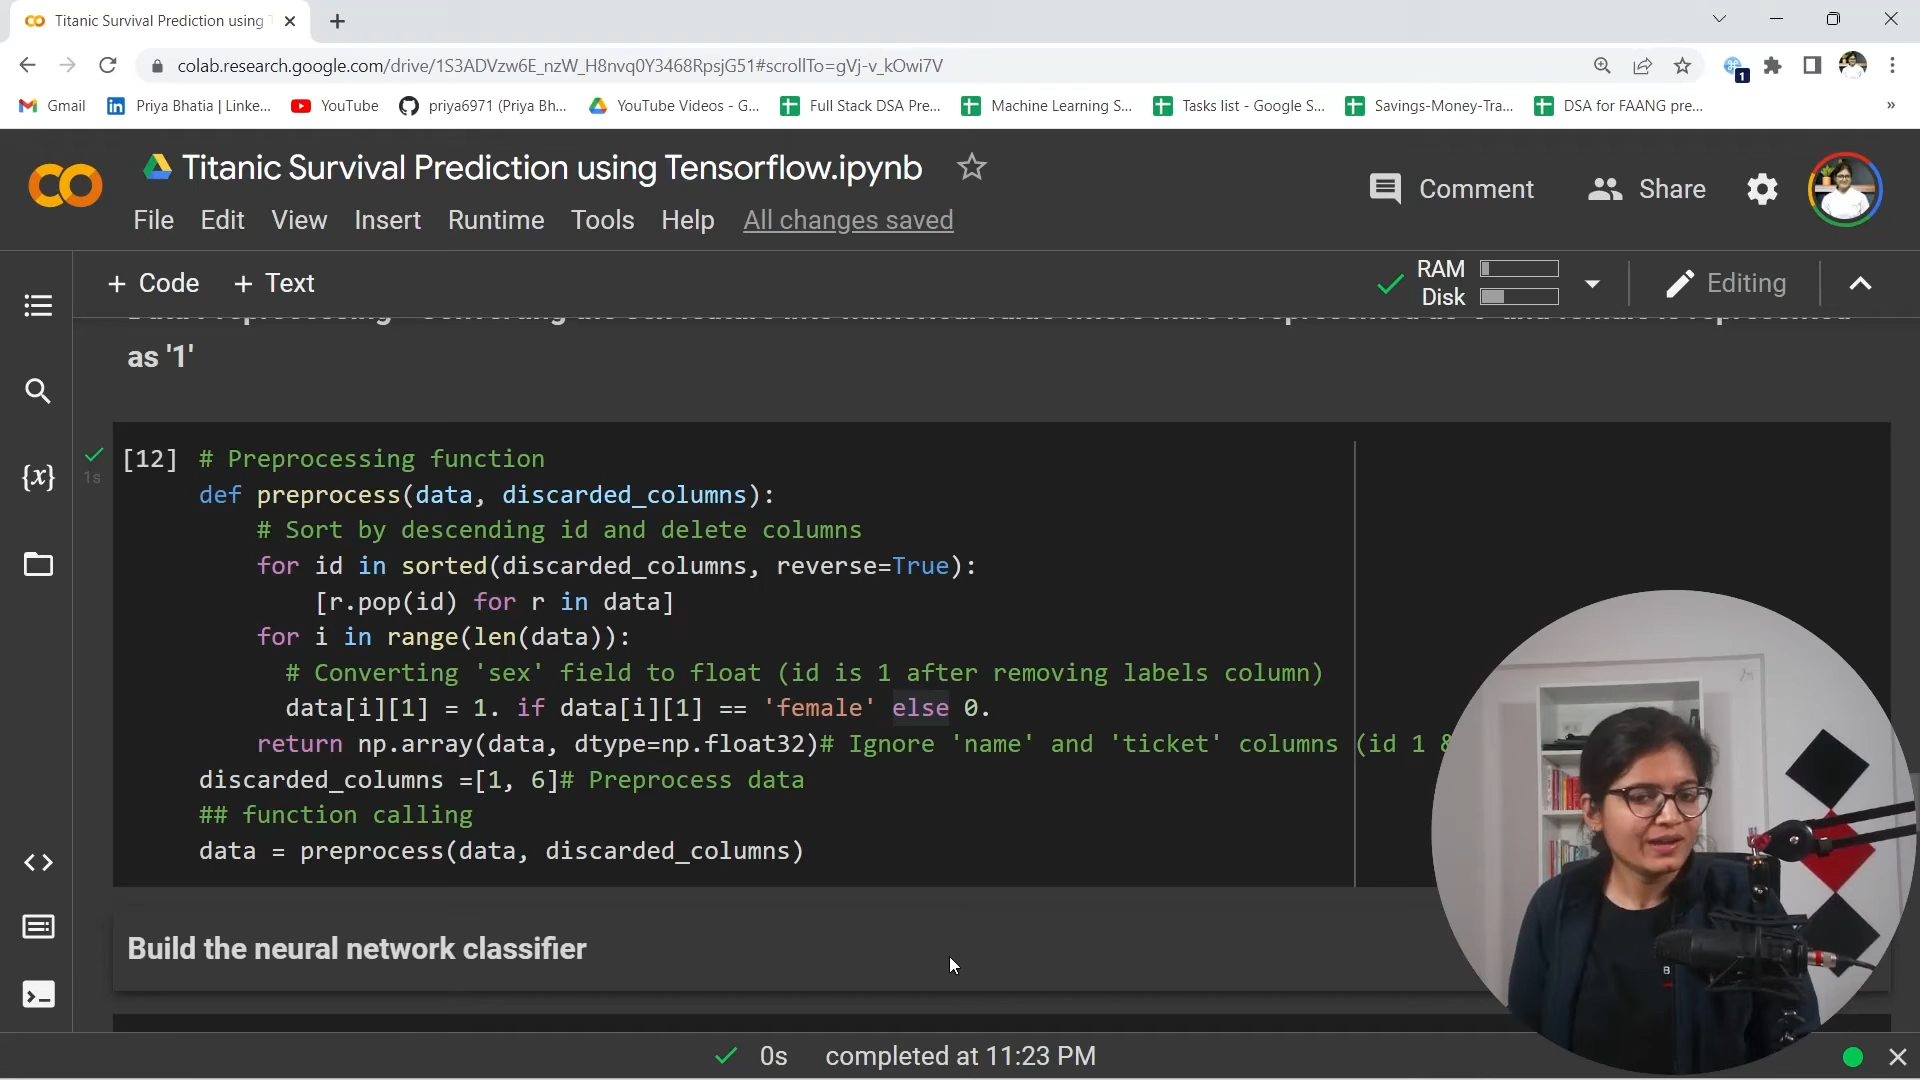 Titanic Survival Prediction using
colab.research.google.com/drive/1S3ADVzw6E_nzW_H8nvq0Y3468RpsjG51#scrollTo=gVj-v_kOwi7V
1
Gmail
Priya Bhatia | Linke...
YouTube
priya6971 (Priya Bh...
YouTube Videos - G...
Full Stack DSA Pre...
Machine Learning S...
Tasks list - Google S...
Savings-Money-Tra...
DSA for FAANG pre...
»
Titanic Survival Prediction using Tensorflow.ipynb
Comment
Share
File Edit View Insert Runtime Tools Help All changes saved
+ Code + Text
RAM
Disk
Editing
as '1'
{x}
1s
[12] # Preprocessing function
def preprocess(data, discarded_columns):
# Sort by descending id and delete columns
for id in sorted(discarded_columns, reverse=True):
[r.pop(id) for r in data]
for i in range(len(data)):
# Converting 'sex' field to float (id is 1 after removing labels column)
data[i][1] = 1. if data[i][1] == 'female' else 0.
return np.array(data, dtype=np.float32)# Ignore 'name' and 'ticket' columns (id 1 &
discarded_columns =[1, 6]# Preprocess data
## function calling
data = preprocess(data, discarded_columns)
Build the neural network classifier
0s completed at 11:23 PM